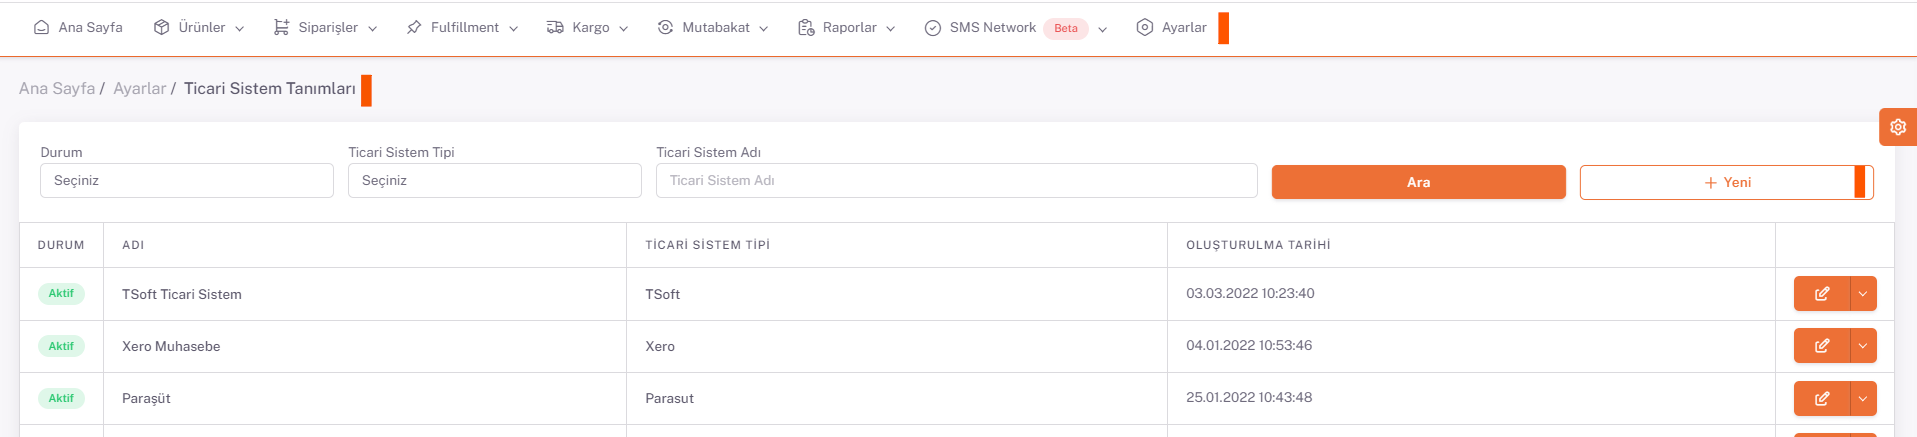 Ana Sayfa Ürünler Siparişler Fulfillment Kargo Mutabakat Raporlar SMS Network Beta Ayarlar
Ana Sayfa / Ayarlar / Ticari Sistem Tanımları
Durum Ticari Sistem Tipi Ticari Sistem Adı
Seçiniz Seçiniz Ticari Sistem Adı Ara + Yeni
DURUM ADI TİCARİ SİSTEM TİPİ OLUŞTURULMA TARİHİ
Aktif TSoft Ticari Sistem TSoft 03.03.2022 10:23:40
Aktif Xero Muhasebe Xero 04.01.2022 10:53:46
Aktif Paraşüt Parasut 25.01.2022 10:43:48